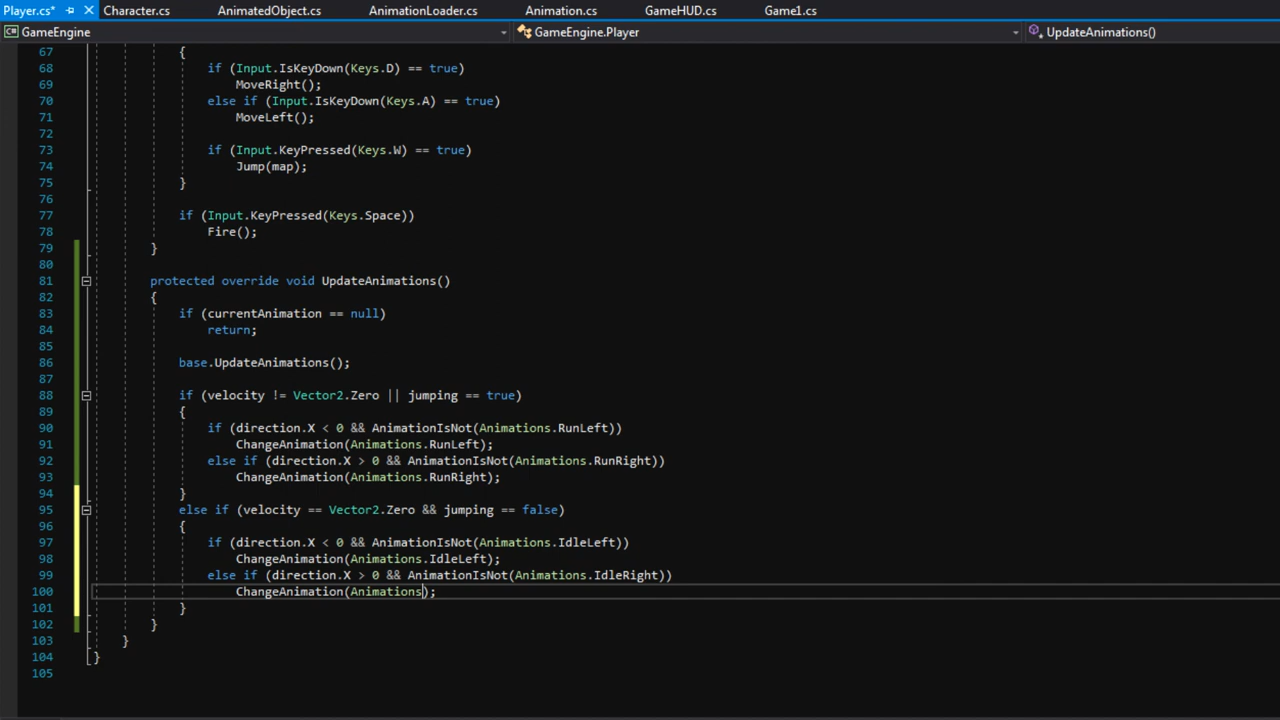 Player.cs* Character.cs AnimatedObject.cs AnimationLoader.cs Animation.cs GameHUD.cs Game1.cs
GameEngine GameEngine.Player UpdateAnimations()
67 {
68 if (Input.IsKeyDown(Keys.D) == true)
69 MoveRight();
70 else if (Input.IsKeyDown(Keys.A) == true)
71 MoveLeft();
72
73 if (Input.KeyPressed(Keys.W) == true)
74 Jump(map);
75 }
76
77 if (Input.KeyPressed(Keys.Space))
78 Fire();
79 }
80
81 protected override void UpdateAnimations()
82 {
83 if (currentAnimation == null)
84 return;
85
86 base.UpdateAnimations();
87
88 if (velocity != Vector2.Zero || jumping == true)
89 {
90 if (direction.X < 0 && AnimationIsNot(Animations.RunLeft))
91 ChangeAnimation(Animations.RunLeft);
92 else if (direction.X > 0 && AnimationIsNot(Animations.RunRight))
93 ChangeAnimation(Animations.RunRight);
94 }
95 else if (velocity == Vector2.Zero && jumping == false)
96 {
97 if (direction.X < 0 && AnimationIsNot(Animations.IdleLeft))
98 ChangeAnimation(Animations.IdleLeft);
99 else if (direction.X > 0 && AnimationIsNot(Animations.IdleRight))
100 ChangeAnimation(Animations);
101 }
102 }
103 }
104 }
105